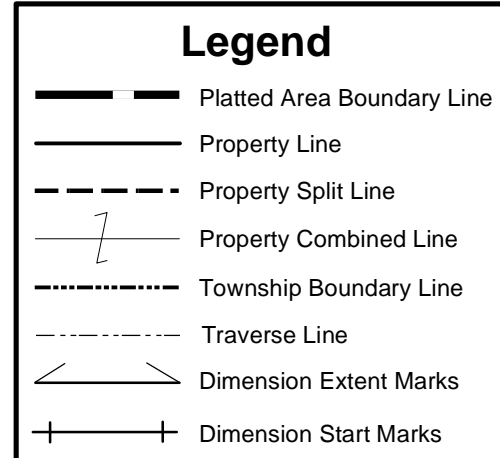 Legend
Platted Area Boundary Line
Property Line
Property Split Line
Property Combined Line
Township Boundary Line
Traverse Line
Dimension Extent Marks
Dimension Start Marks